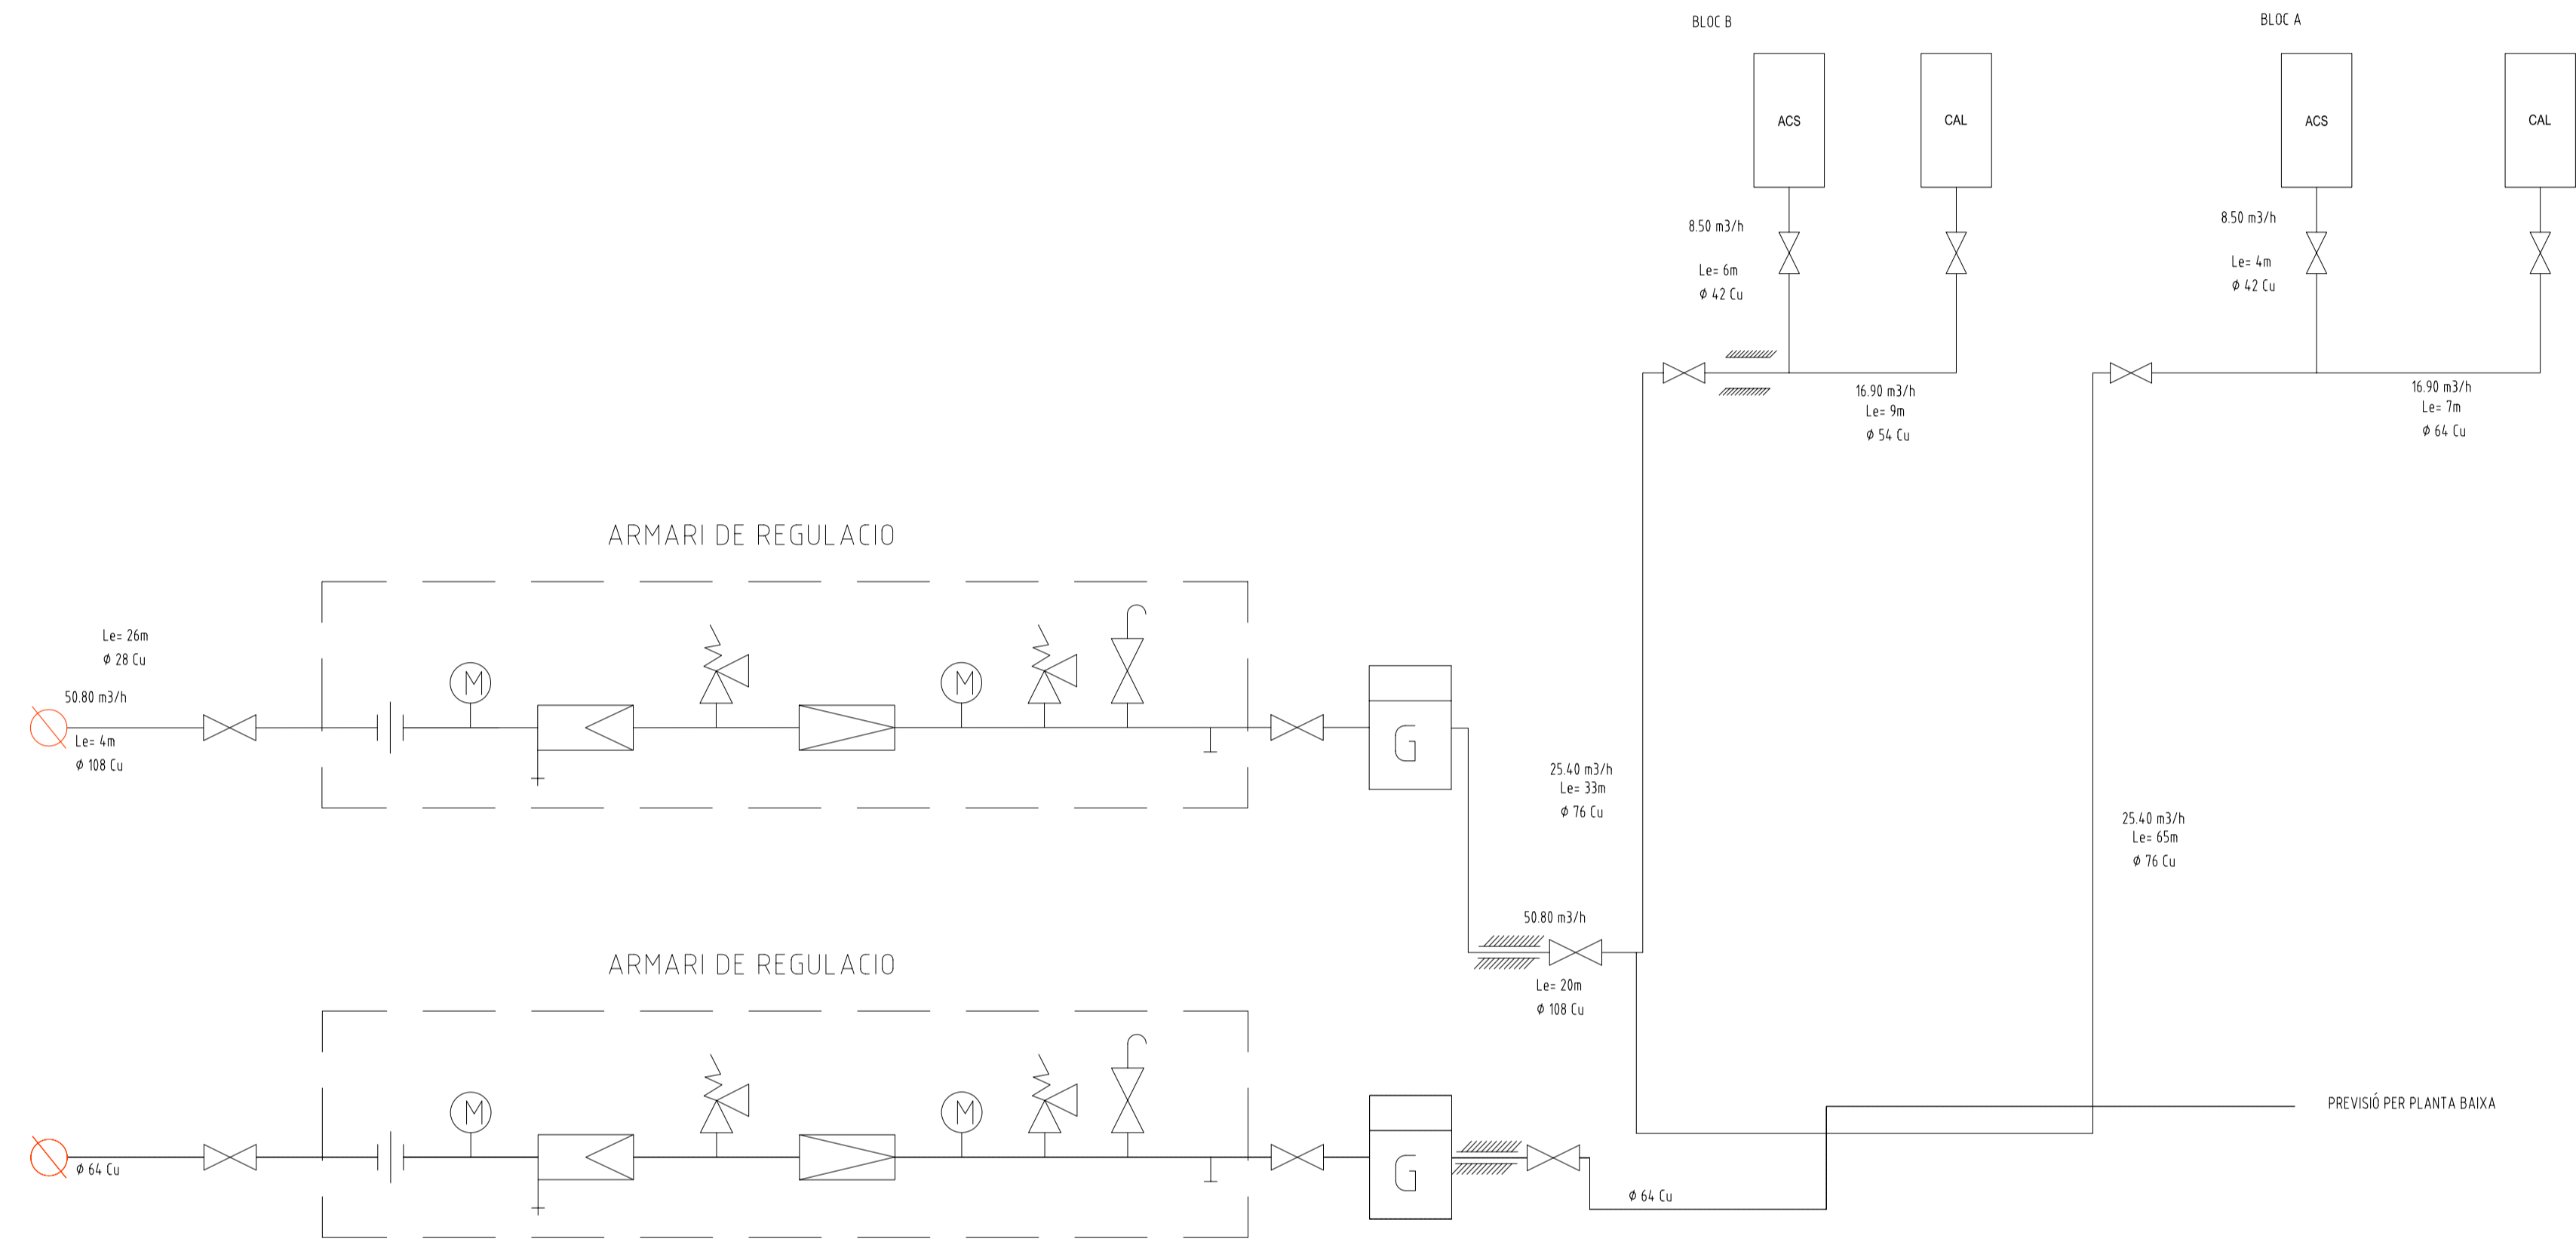 BLOC B
BLOC A
ACS
CAL
ACS
CAL
8.50 m3/h
Le= 6m
ϕ 42 Cu
8.50 m3/h
Le= 4m
ϕ 42 Cu
16.90 m3/h
Le= 9m
ϕ 54 Cu
16.90 m3/h
Le= 7m
ϕ 64 Cu
ARMARI DE REGULACIO
Le= 26m
ϕ 28 Cu
50.80 m3/h
Le= 4m
ϕ 108 Cu
M
M
G
25.40 m3/h
Le= 33m
ϕ 76 Cu
25.40 m3/h
Le= 65m
ϕ 76 Cu
50.80 m3/h
Le= 20m
ϕ 108 Cu
ARMARI DE REGULACIO
M
M
G
ϕ 64 Cu
ϕ 64 Cu
PREVISIÓ PER PLANTA BAIXA